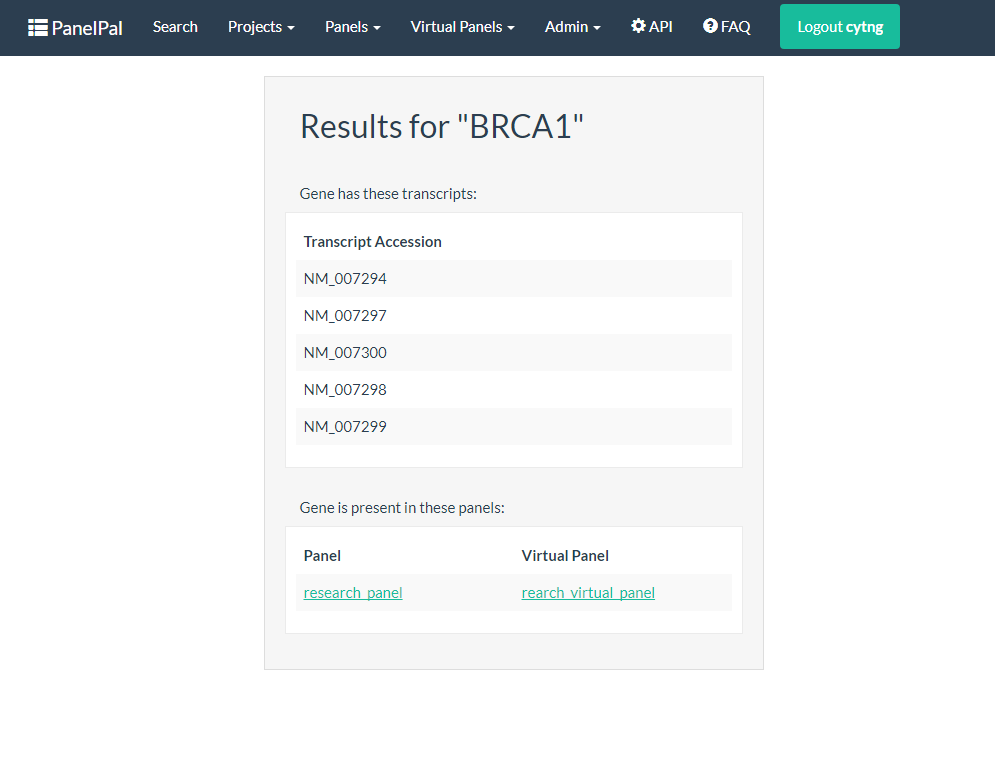 PanelPal Search Projects Panels Virtual Panels Admin API FAQ Logout cytng
Results for "BRCA1"
Gene has these transcripts:
Transcript Accession
NM_007294
NM_007297
NM_007300
NM_007298
NM_007299
Gene is present in these panels:
Panel Virtual Panel
research_panel rearch_virtual_panel